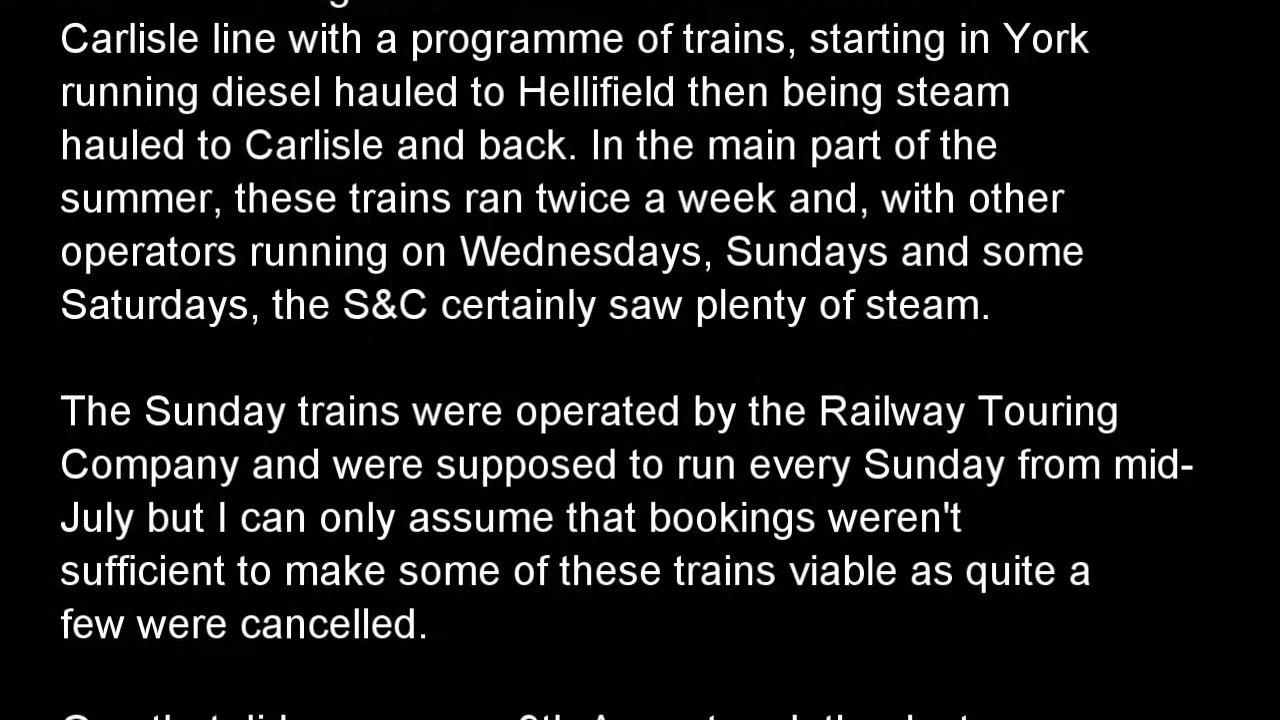 Carlisle line with a programme of trains, starting in York
running diesel hauled to Hellifield then being steam
hauled to Carlisle and back. In the main part of the
summer, these trains ran twice a week and, with other
operators running on Wednesdays, Sundays and some
Saturdays, the S&C certainly saw plenty of steam.
The Sunday trains were operated by the Railway Touring
Company and were supposed to run every Sunday from mid-
July but I can only assume that bookings weren't
sufficient to make some of these trains viable as quite a
few were cancelled.